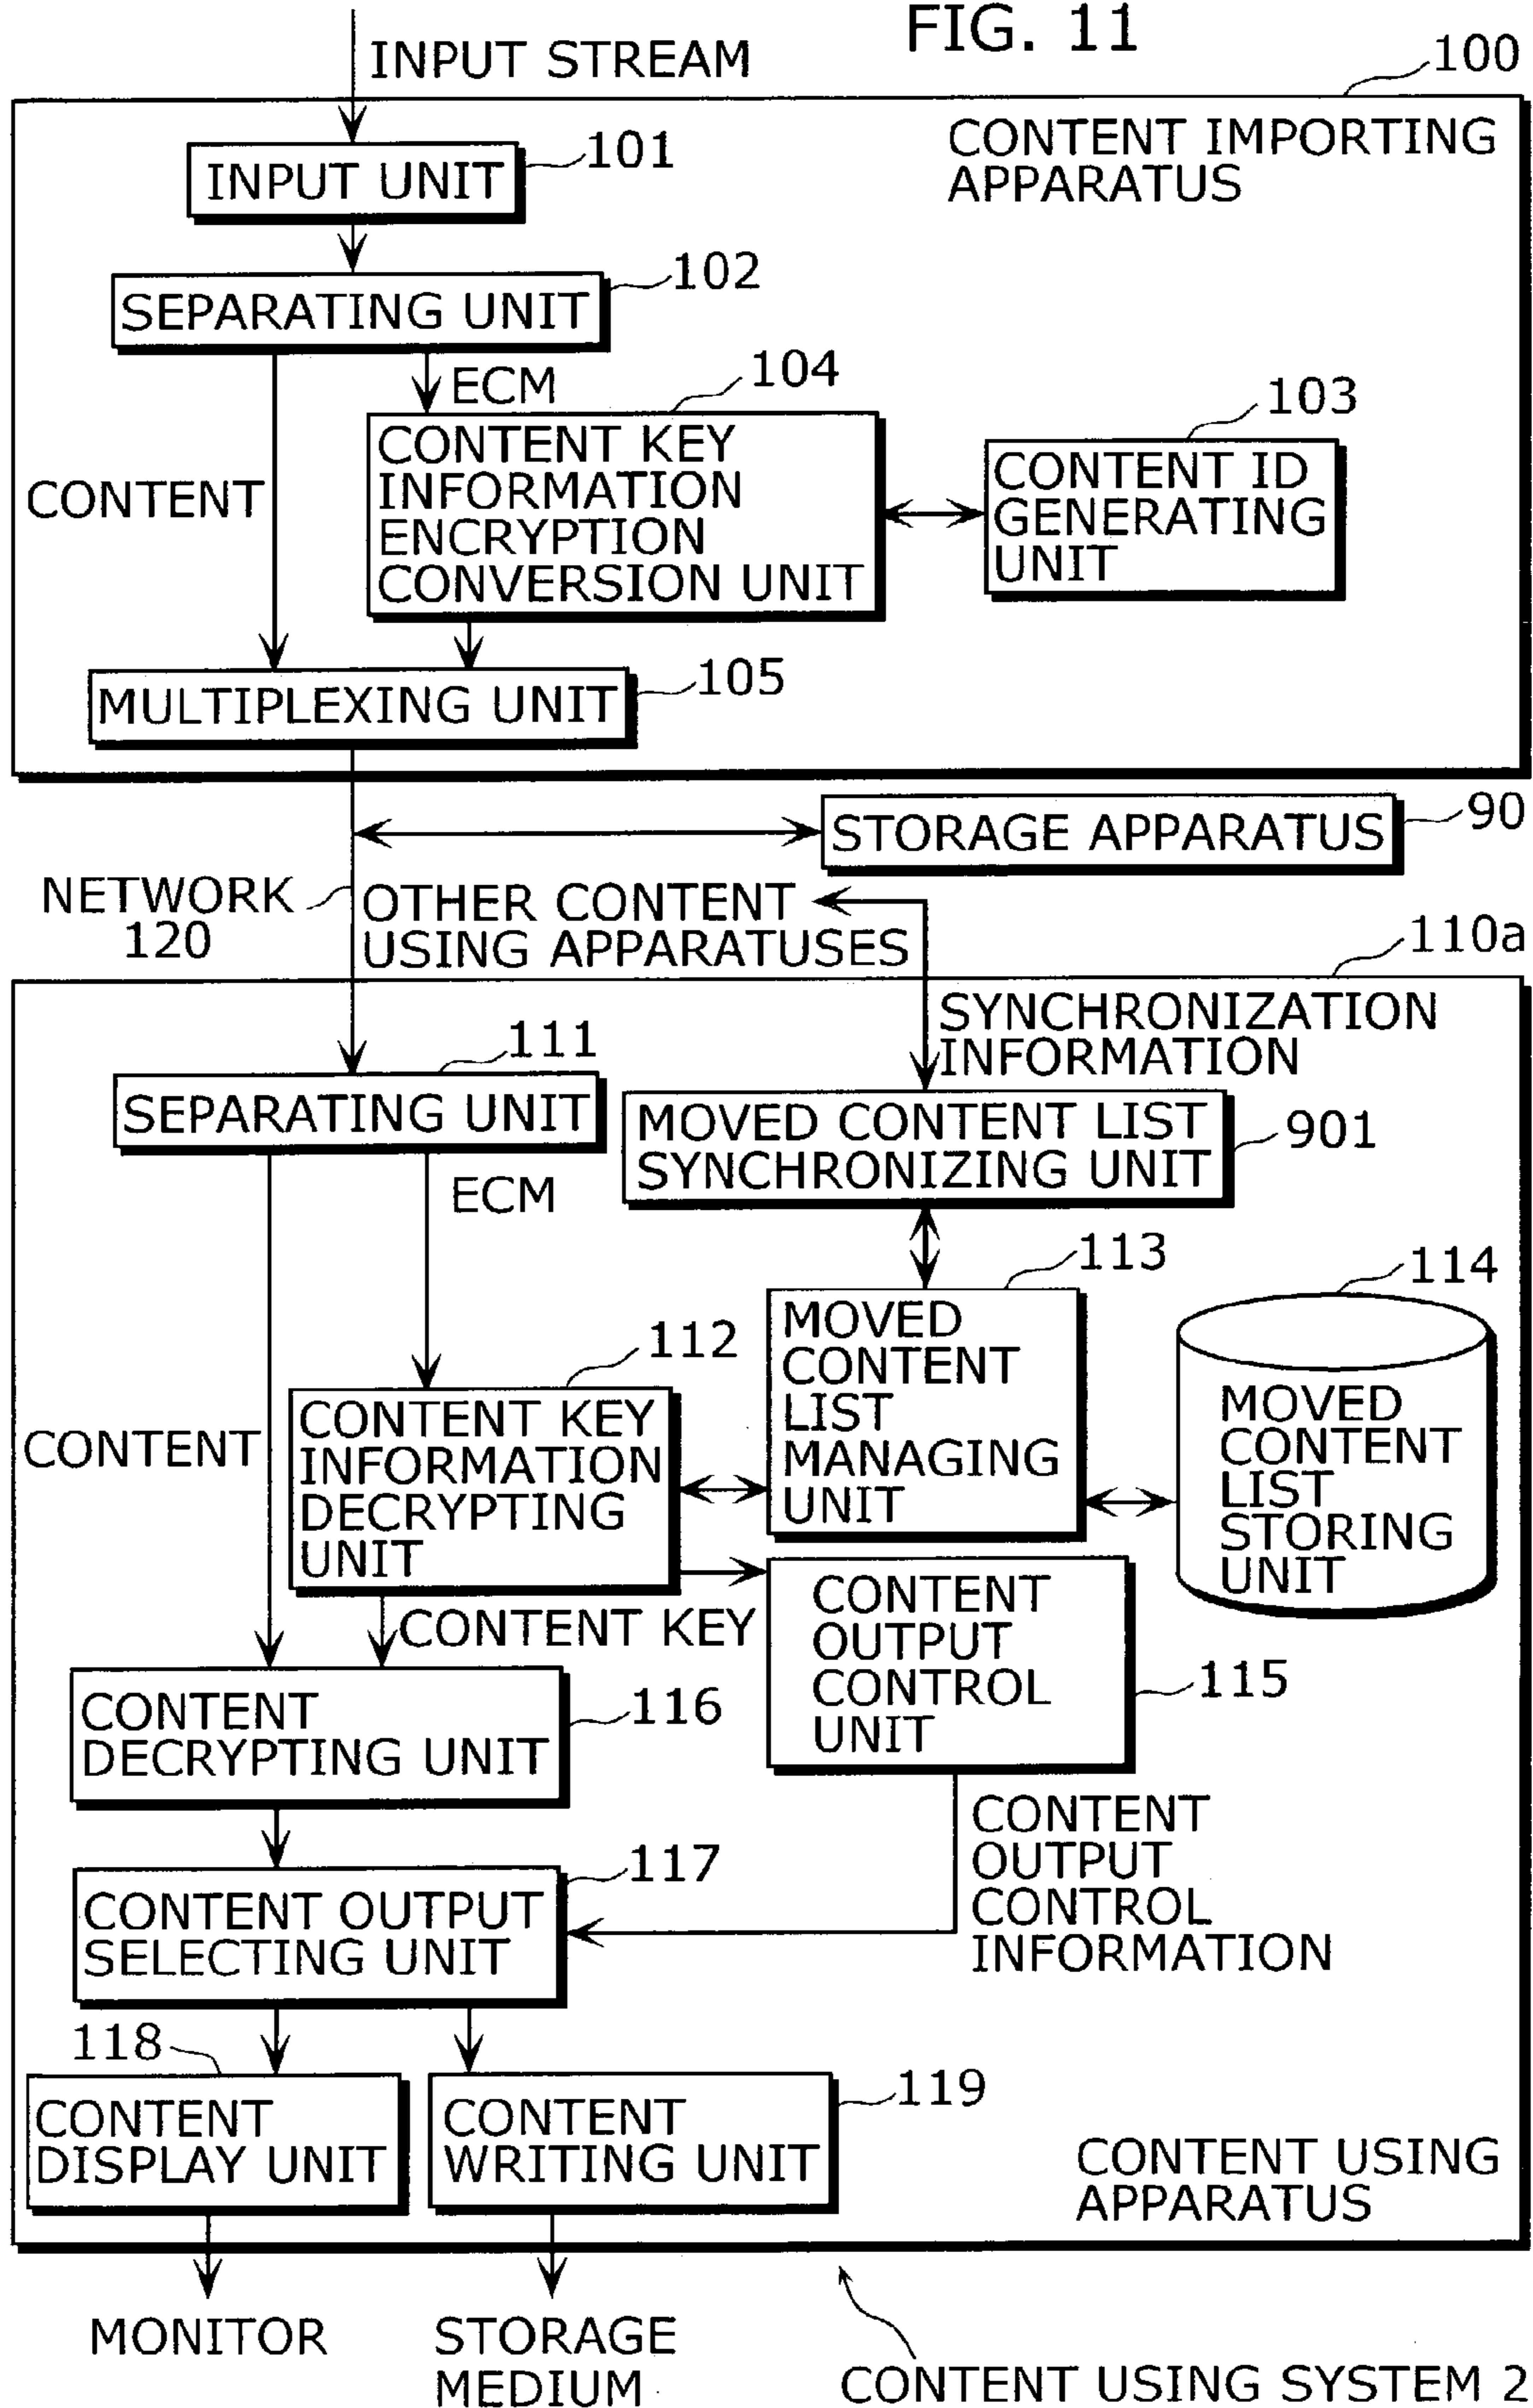 FIG. 11
INPUT STREAM
100
CONTENT IMPORTING
APPARATUS
101
INPUT UNIT
102
SEPARATING UNIT
ECM
104
103
CONTENT
CONTENT KEY
INFORMATION
ENCRYPTION
CONVERSION UNIT
CONTENT ID
GENERATING
UNIT
105
MULTIPLEXING UNIT
90
STORAGE APPARATUS
NETWORK
120
OTHER CONTENT
USING APPARATUSES
110a
SYNCHRONIZATION
INFORMATION
111
SEPARATING UNIT
MOVED CONTENT LIST
SYNCHRONIZING UNIT
901
ECM
113
114
112
MOVED
CONTENT
LIST
MANAGING
UNIT
MOVED
CONTENT
LIST
STORING
UNIT
CONTENT
CONTENT KEY
INFORMATION
DECRYPTING
UNIT
CONTENT KEY
CONTENT
OUTPUT
CONTROL
UNIT
115
CONTENT
DECRYPTING UNIT
116
CONTENT
OUTPUT
CONTROL
INFORMATION
117
CONTENT OUTPUT
SELECTING UNIT
118
CONTENT
DISPLAY UNIT
119
CONTENT
WRITING UNIT
CONTENT USING
APPARATUS
MONITOR
STORAGE
MEDIUM
CONTENT USING SYSTEM 2